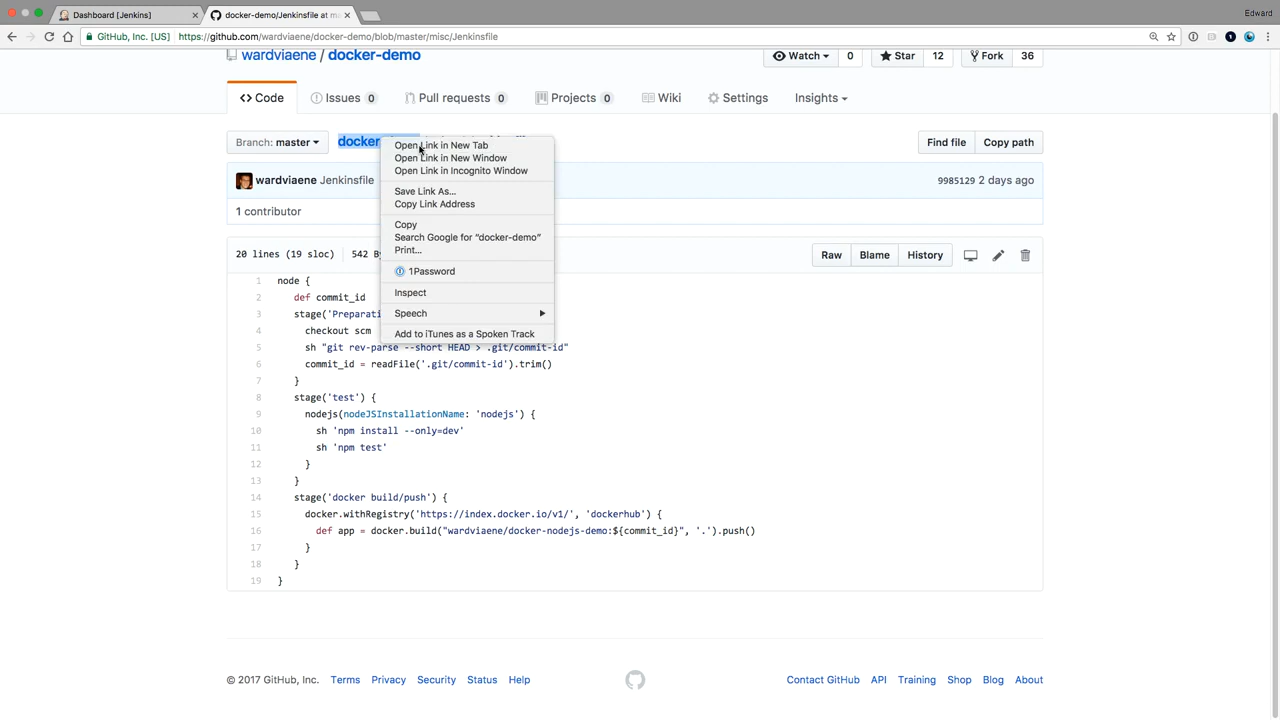 Dashboard [Jenkins]
docker-demo/Jenkinsfile at m
Edward
GitHub, Inc. [US]
https://github.com/wardviaene/docker-demo/blob/master/misc/Jenkinsfile
wardviaene / docker-demo
Watch 0
Star 12
Fork 36
Code
Issues 0
Pull requests 0
Projects 0
Wiki
Settings
Insights
Branch: master
docker
Find file
Copy path
wardviaene Jenkinsfile
9985129 2 days ago
1 contributor
20 lines (19 sloc)
542 By
Raw
Blame
History
Open Link in New Tab
Open Link in New Window
Open Link in Incognito Window
Save Link As...
Copy Link Address
Copy
Search Google for “docker-demo”
Print...
1Password
Inspect
Speech
Add to iTunes as a Spoken Track
1 node {
2 def commit_id
3 stage('Preparati
4 checkout scm
5 sh "git rev-parse --short HEAD > .git/commit-id"
6 commit_id = readFile('.git/commit-id').trim()
7 }
8 stage('test') {
9 nodejs(nodeJSInstallationName: 'nodejs') {
10 sh 'npm install --only=dev'
11 sh 'npm test'
12 }
13 }
14 stage('docker build/push') {
15 docker.withRegistry('https://index.docker.io/v1/', 'dockerhub') {
16 def app = docker.build("wardviaene/docker-nodejs-demo:${commit_id}", '.').push()
17 }
18 }
19 }
© 2017 GitHub, Inc.
Terms
Privacy
Security
Status
Help
Contact GitHub
API
Training
Shop
Blog
About